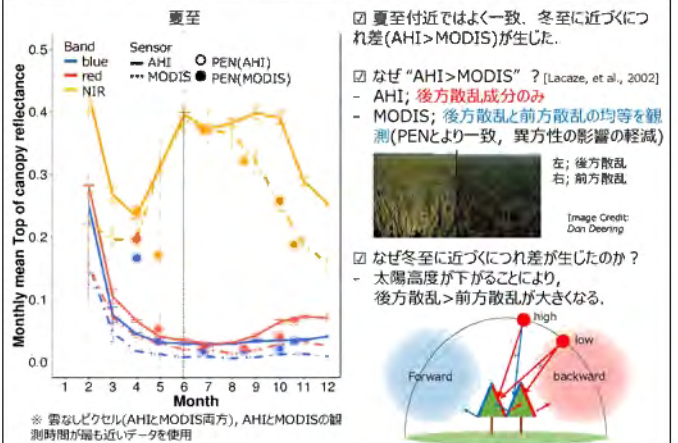 夏至
Band
blue
red
NIR
Sensor
AHI
MODIS
PEN(AHI)
PEN(MODIS)
Monthly mean Top of canopy reflectance
0.5
0.4
0.3
0.2
0.1
0.0
1 2 3 4 5 6 7 8 9 10 11 12
Month
※ 雲なしピクセル(AHIとMODIS両方), AHIとMODISの観
測時間が最も近いデータを使用
☑ 夏至付近ではよく一致、冬至に近づくにつ
れ差(AHI>MODIS)が生じた.
☑ なぜ “AHI>MODIS” ? [Lacaze, et al., 2002]
- AHI; 後方散乱成分のみ
- MODIS; 後方散乱と前方散乱の均等を観
測(PENとより一致, 異方性の影響の軽減)
左; 後方散乱
右; 前方散乱
Image Credit:
Don Deering
☑ なぜ冬至に近づくにつれ差が生じたのか?
- 太陽高度が下がることにより,
後方散乱>前方散乱が大きくなる.
high
low
Forward
backward